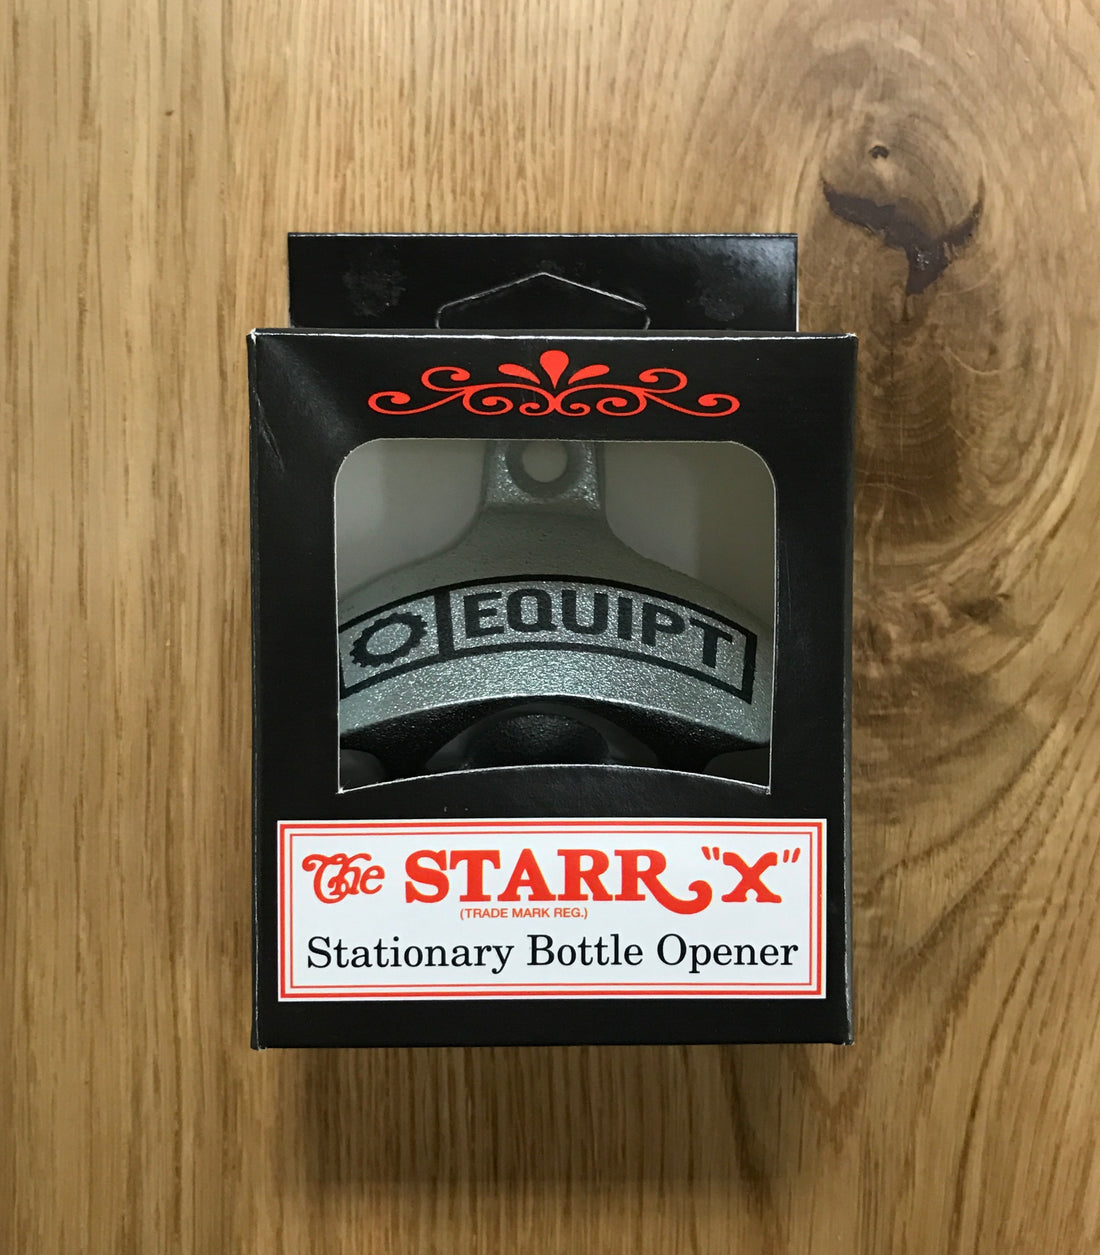 EQUIPT
The STARR "X"
(TRADE MARK REG.)
Stationary Bottle Opener